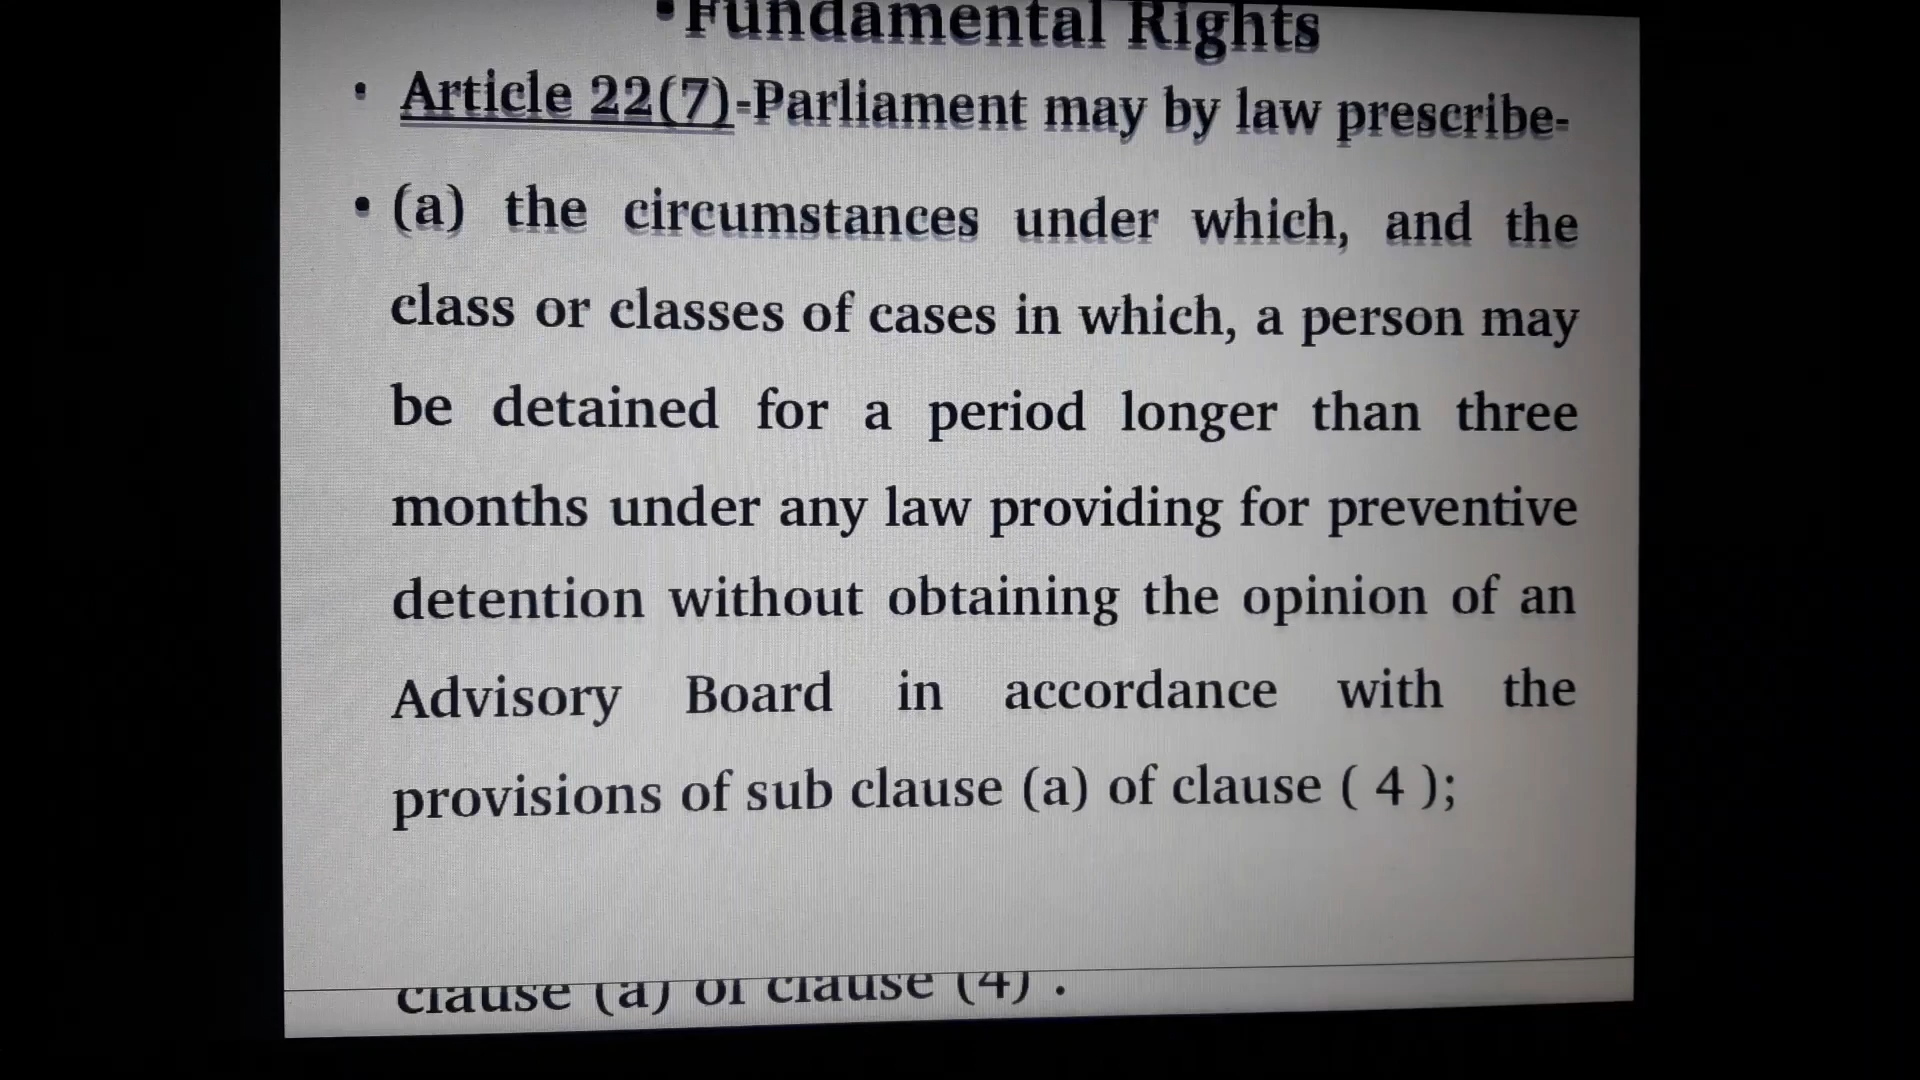 •Fundamental Rights
• Article 22(7)-Parliament may by law prescribe-
• (a) the circumstances under which, and the
class or classes of cases in which, a person may
be detained for a period longer than three
months under any law providing for preventive
detention without obtaining the opinion of an
Advisory Board in accordance with the
provisions of sub clause (a) of clause ( 4 );
clause (a) of clause (4) .